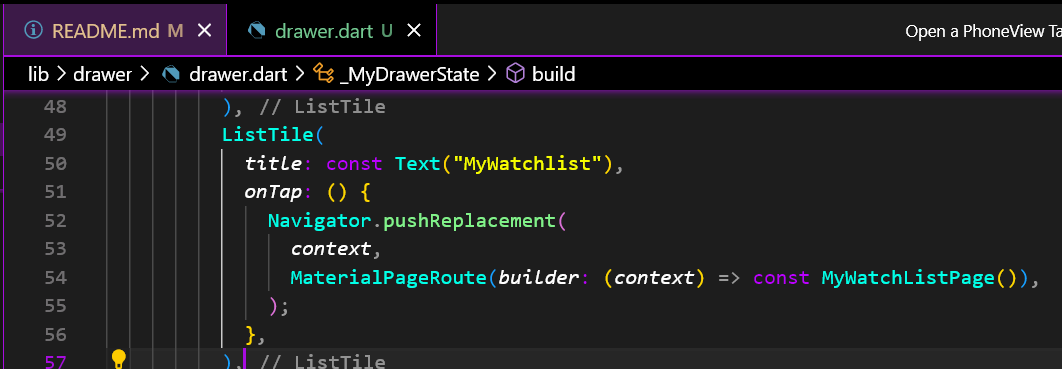 README.md M
drawer.dart U
Open a PhoneView Ta
lib > drawer > drawer.dart > _MyDrawerState > build
48 ), // ListTile
49 ListTile(
50 title: const Text("MyWatchlist"),
51 onTap: () {
52 Navigator.pushReplacement(
53 context,
54 MaterialPageRoute(builder: (context) => const MyWatchListPage()),
55 );
56 },
57 ), // ListTile